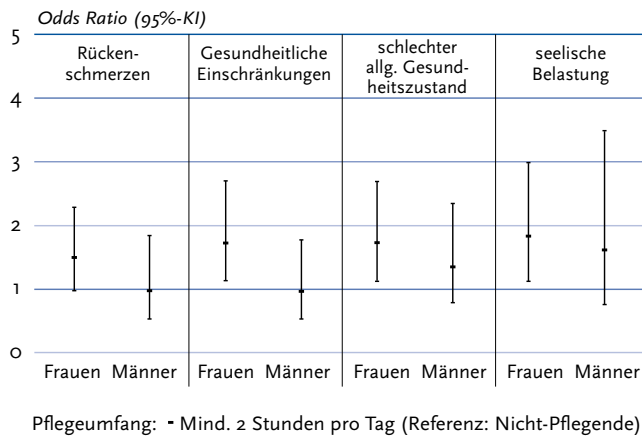 Odds Ratio (95%-KI)
5
Rücken-
schmerzen
Gesundheitliche
Einschränkungen
schlechter
allg. Gesund-
heitszustand
seelische
Belastung
4
3
2
1
0
Frauen Männer Frauen Männer Frauen Männer Frauen Männer
Pflegeumfang: - Mind. 2 Stunden pro Tag (Referenz: Nicht-Pflegende)